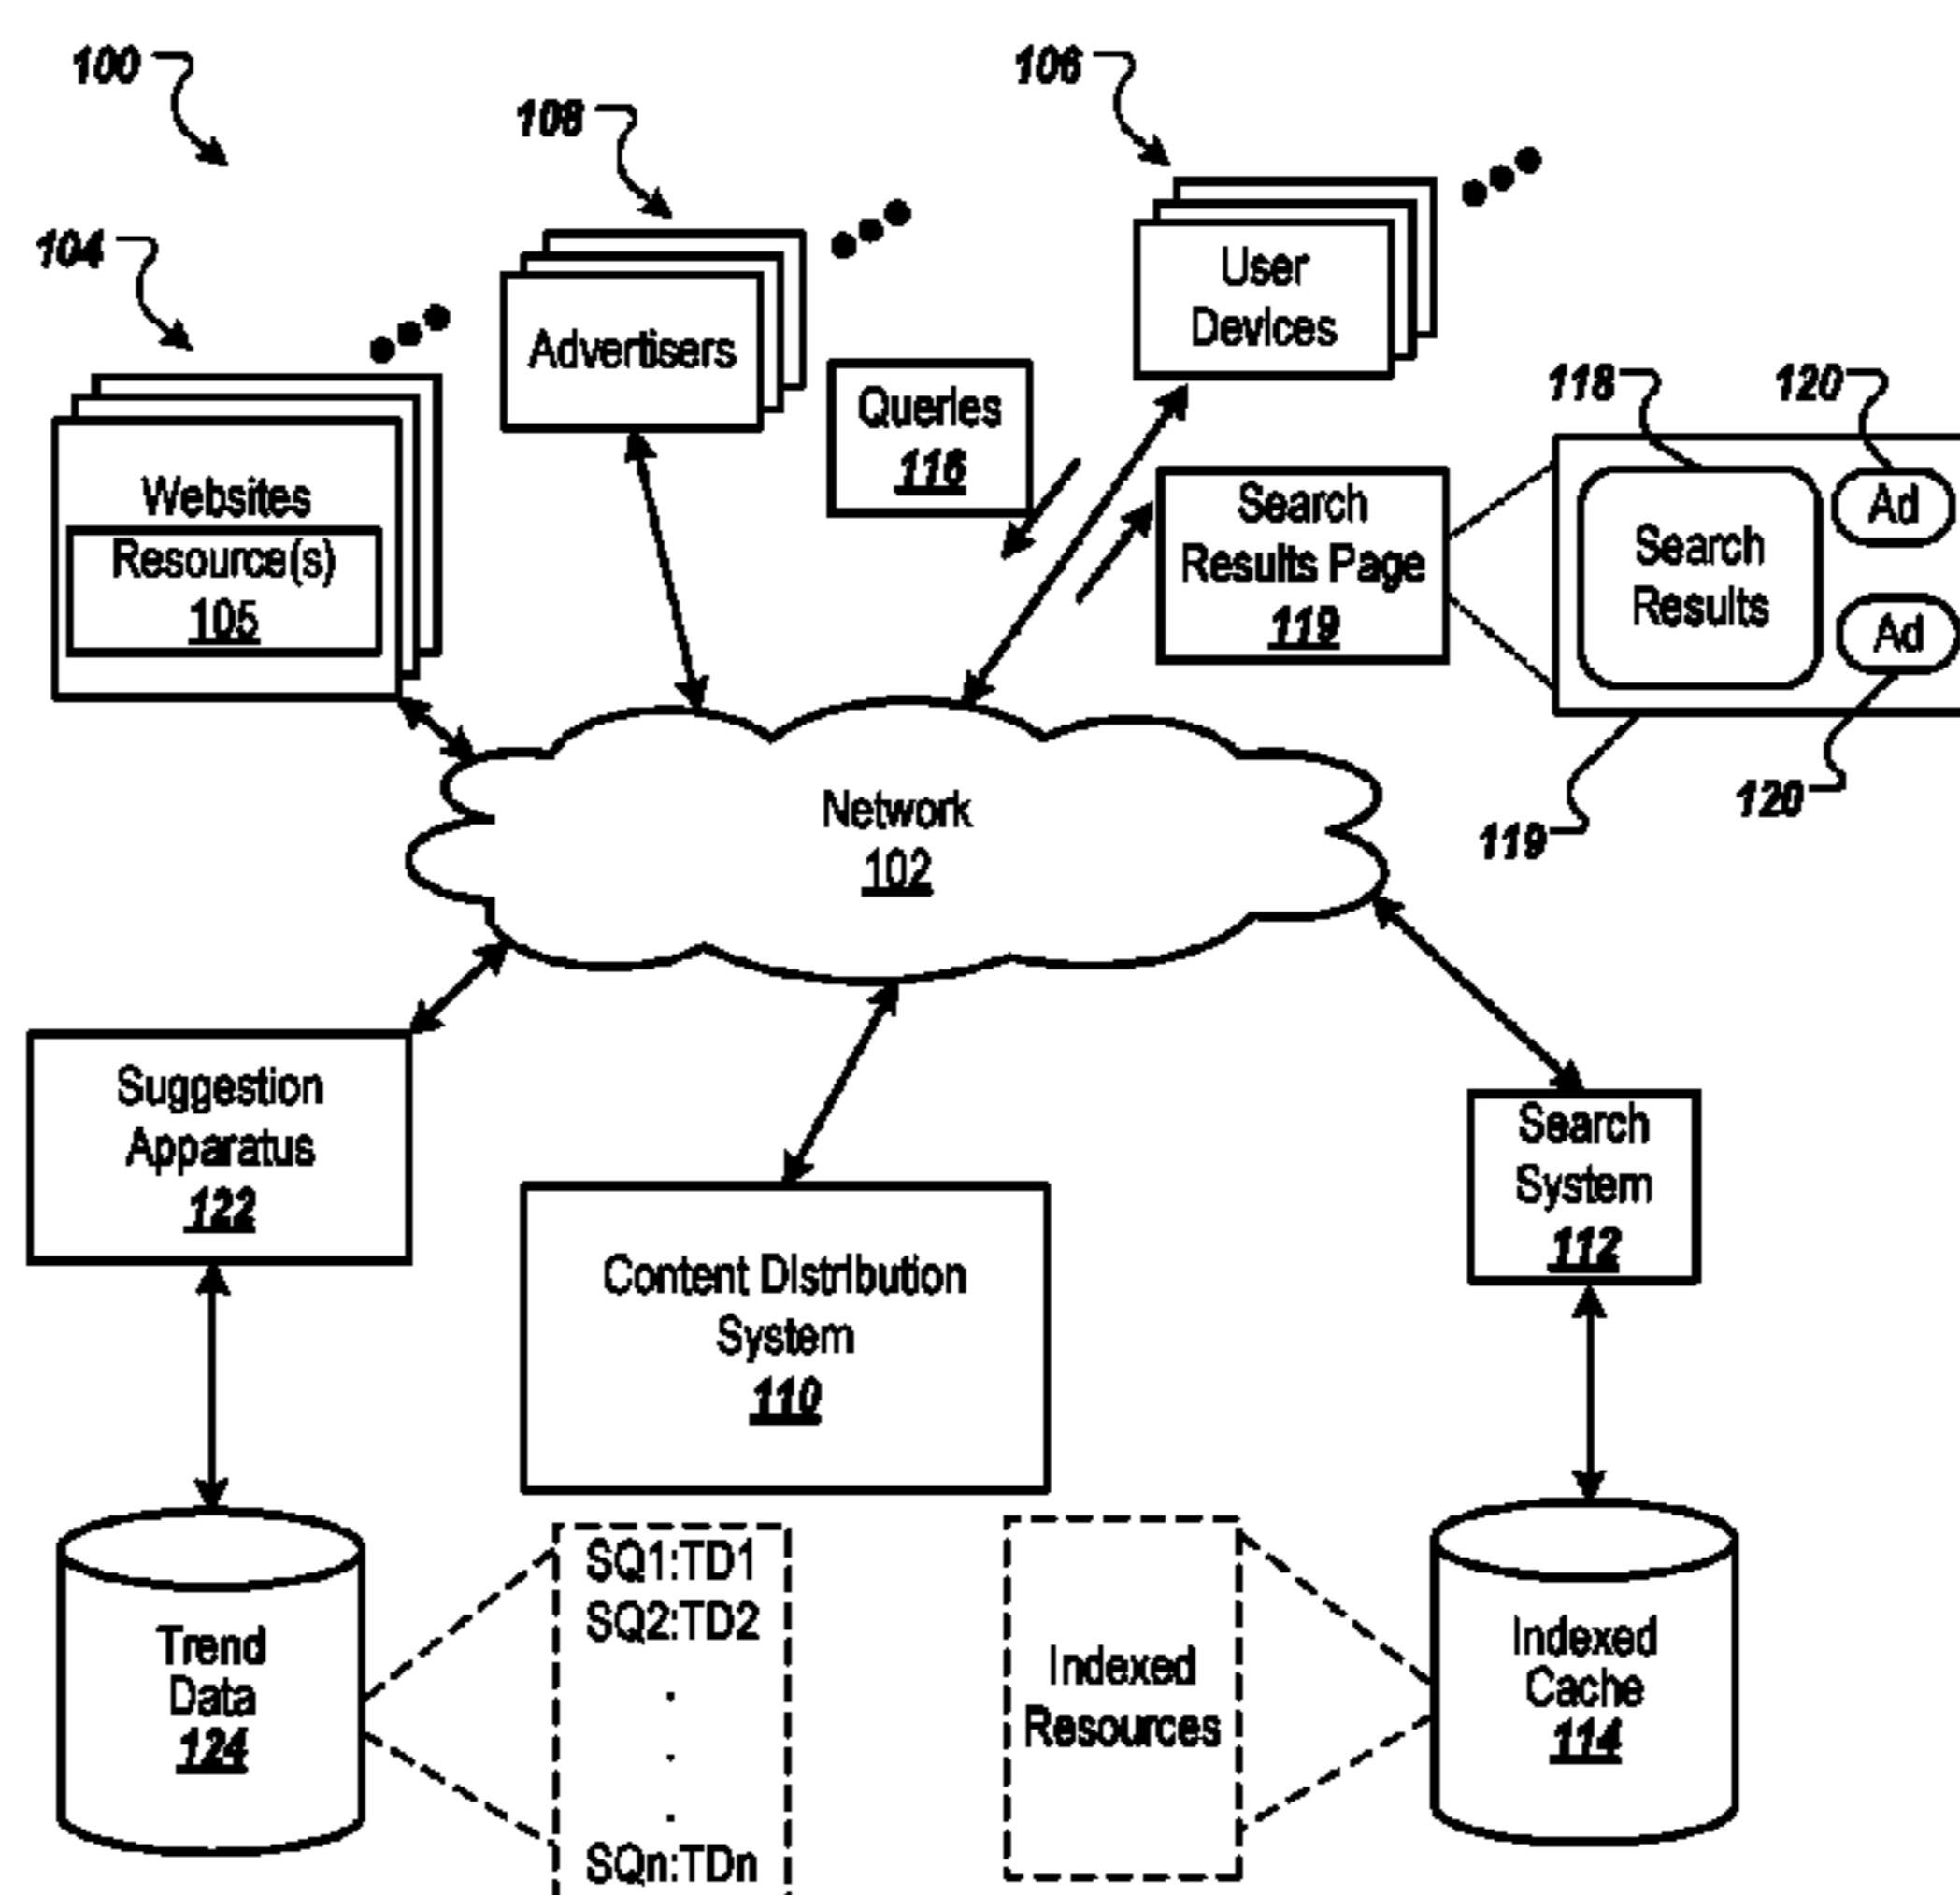 100
108
106
104
User
Devices
Advertisers
Queries
116
118
120
Websites
Resource(s)
105
Search
Results Page
119
Search
Results
Ad
Ad
120
119
Network
102
Suggestion
Apparatus
122
Content Distribution
System
110
Search
System
112
Trend
Data
124
SQ1:TD1
SQ2:TD2
.
.
.
SQn:TDn
Indexed
Resources
Indexed
Cache
114